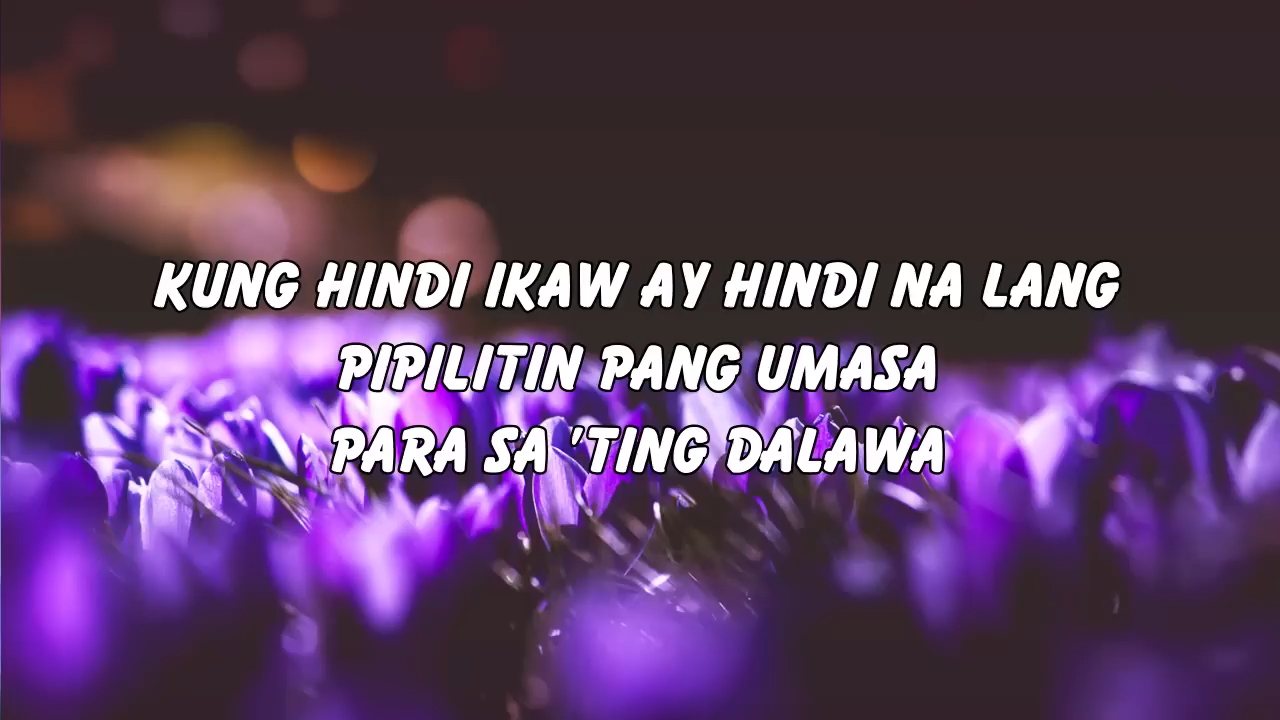 KUNG HINDI IKAW AY HINDI NA LANG
PIPILITIN PANG UMASA
PARA SA 'TING DALAWA